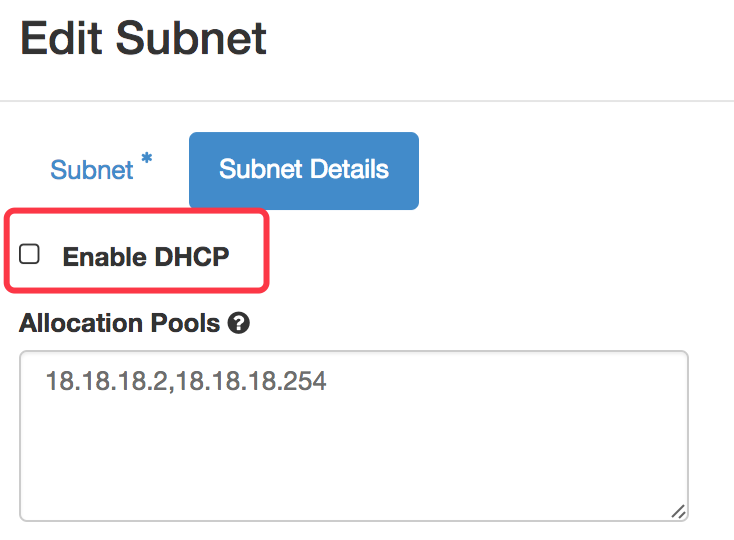 Edit Subnet
Subnet * Subnet Details
Enable DHCP
Allocation Pools ?
18.18.18.2,18.18.18.254